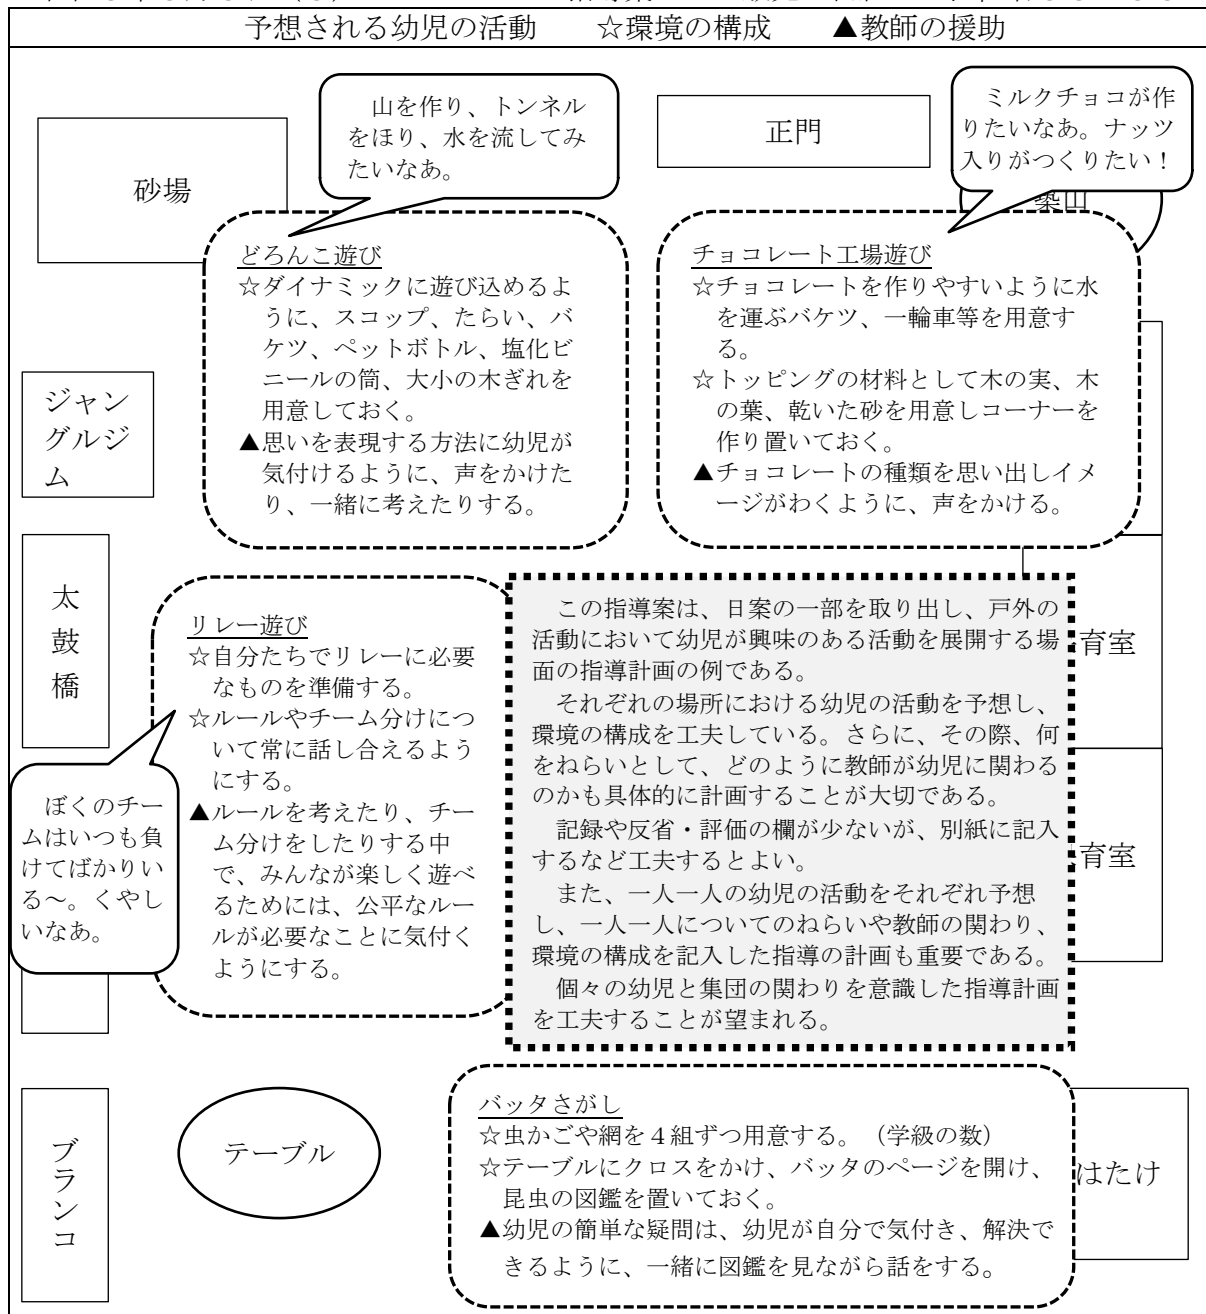 予想される幼児の活動　　☆環境の構成　　▲教師の援助
山を作り、トンネル
をほり、水を流してみ
たいなあ。
正門
ミルクチョコが作
りたいなあ。ナッツ
入りがつくりたい！
砂場
築山
どろんこ遊び
☆ダイナミックに遊び込めるよ
うに、スコップ、たらい、バ
ケツ、ペットボトル、塩化ビ
ニールの筒、大小の木ぎれを
用意しておく。
▲思いを表現する方法に幼児が
気付けるように、声をかけた
り、一緒に考えたりする。
チョコレート工場遊び
☆チョコレートを作りやすいように水
を運ぶバケツ、一輪車等を用意す
る。
☆トッピングの材料として木の実、木
の葉、乾いた砂を用意しコーナーを
作り置いておく。
▲チョコレートの種類を思い出しイメ
ージがわくように、声をかける。
ジャン
グルジ
ム
太
鼓
橋
リレー遊び
☆自分たちでリレーに必要
なものを準備する。
☆ルールやチーム分けにつ
いて常に話し合えるよう
にする。
▲ルールを考えたり、チー
ム分けをしたりする中
で、みんなが楽しく遊べ
るためには、公平なルー
ルが必要なことに気付く
ようにする。
ぼくのチー
ムはいつも負
けてばかりい
る～。くやし
いなあ。
この指導案は、日案の一部を取り出し、戸外の
活動において幼児が興味のある活動を展開する場
面の指導計画の例である。
それぞれの場所における幼児の活動を予想し、
環境の構成を工夫している。さらに、その際、何
をねらいとして、どのように教師が幼児に関わる
のかも具体的に計画することが大切である。
記録や反省・評価の欄が少ないが、別紙に記入
するなど工夫するとよい。
また、一人一人の幼児の活動をそれぞれ予想
し、一人一人についてのねらいや教師の関わり、
環境の構成を記入した指導の計画も重要である。
個々の幼児と集団の関わりを意識した指導計画
を工夫することが望まれる。
育室
育室
ブ
ラ
ン
コ
テーブル
バッタさがし
☆虫かごや網を４組ずつ用意する。（学級の数）
☆テーブルにクロスをかけ、バッタのページを開け、
昆虫の図鑑を置いておく。
▲幼児の簡単な疑問は、幼児が自分で気付き、解決で
きるように、一緒に図鑑を見ながら話をする。
はたけ